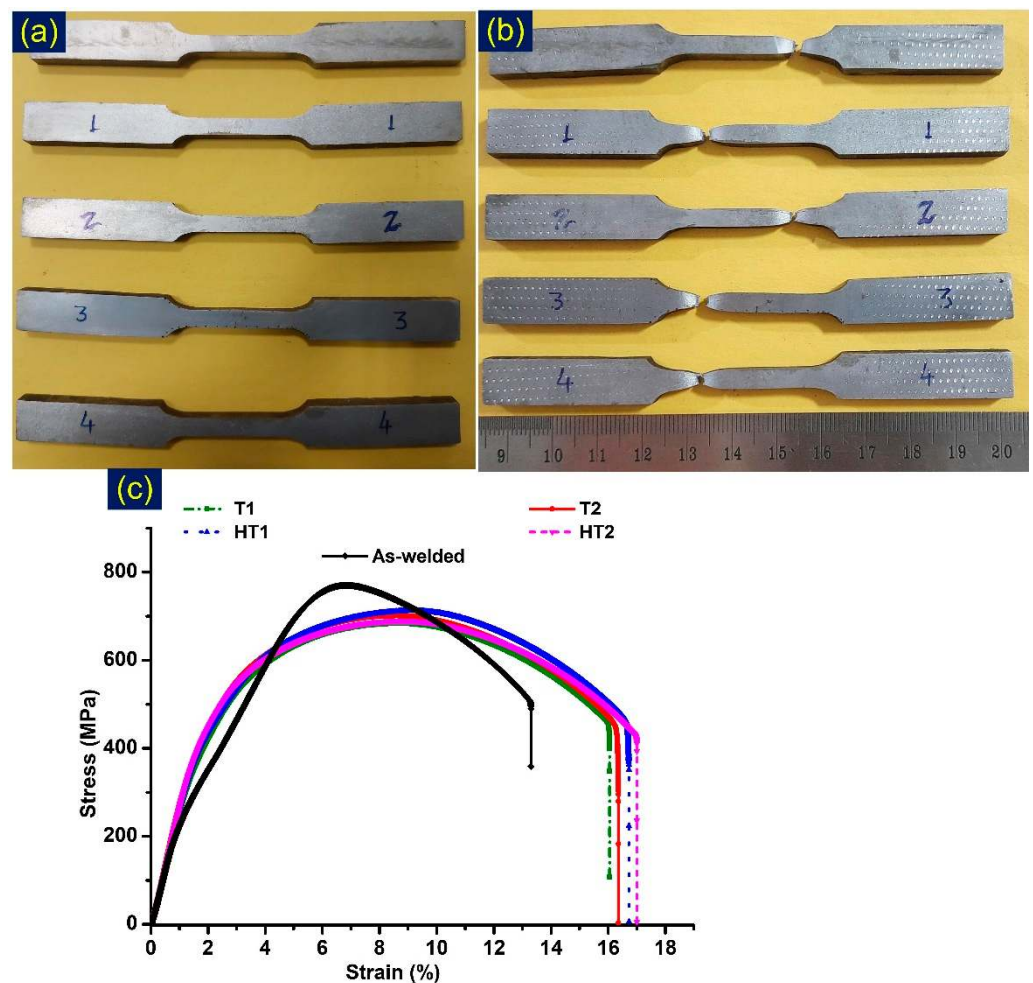 (a)
1 1
2 2
3 3
4 4
(b)
1 1
2 2
3 3
4 4
9 10 11 12 13 14 15 16 17 18 19 20
(c)
T1 T2
HT1 HT2
As-welded
800
600
400
200
0
Stress (MPa)
0 2 4 6 8 10 12 14 16 18
Strain (%)